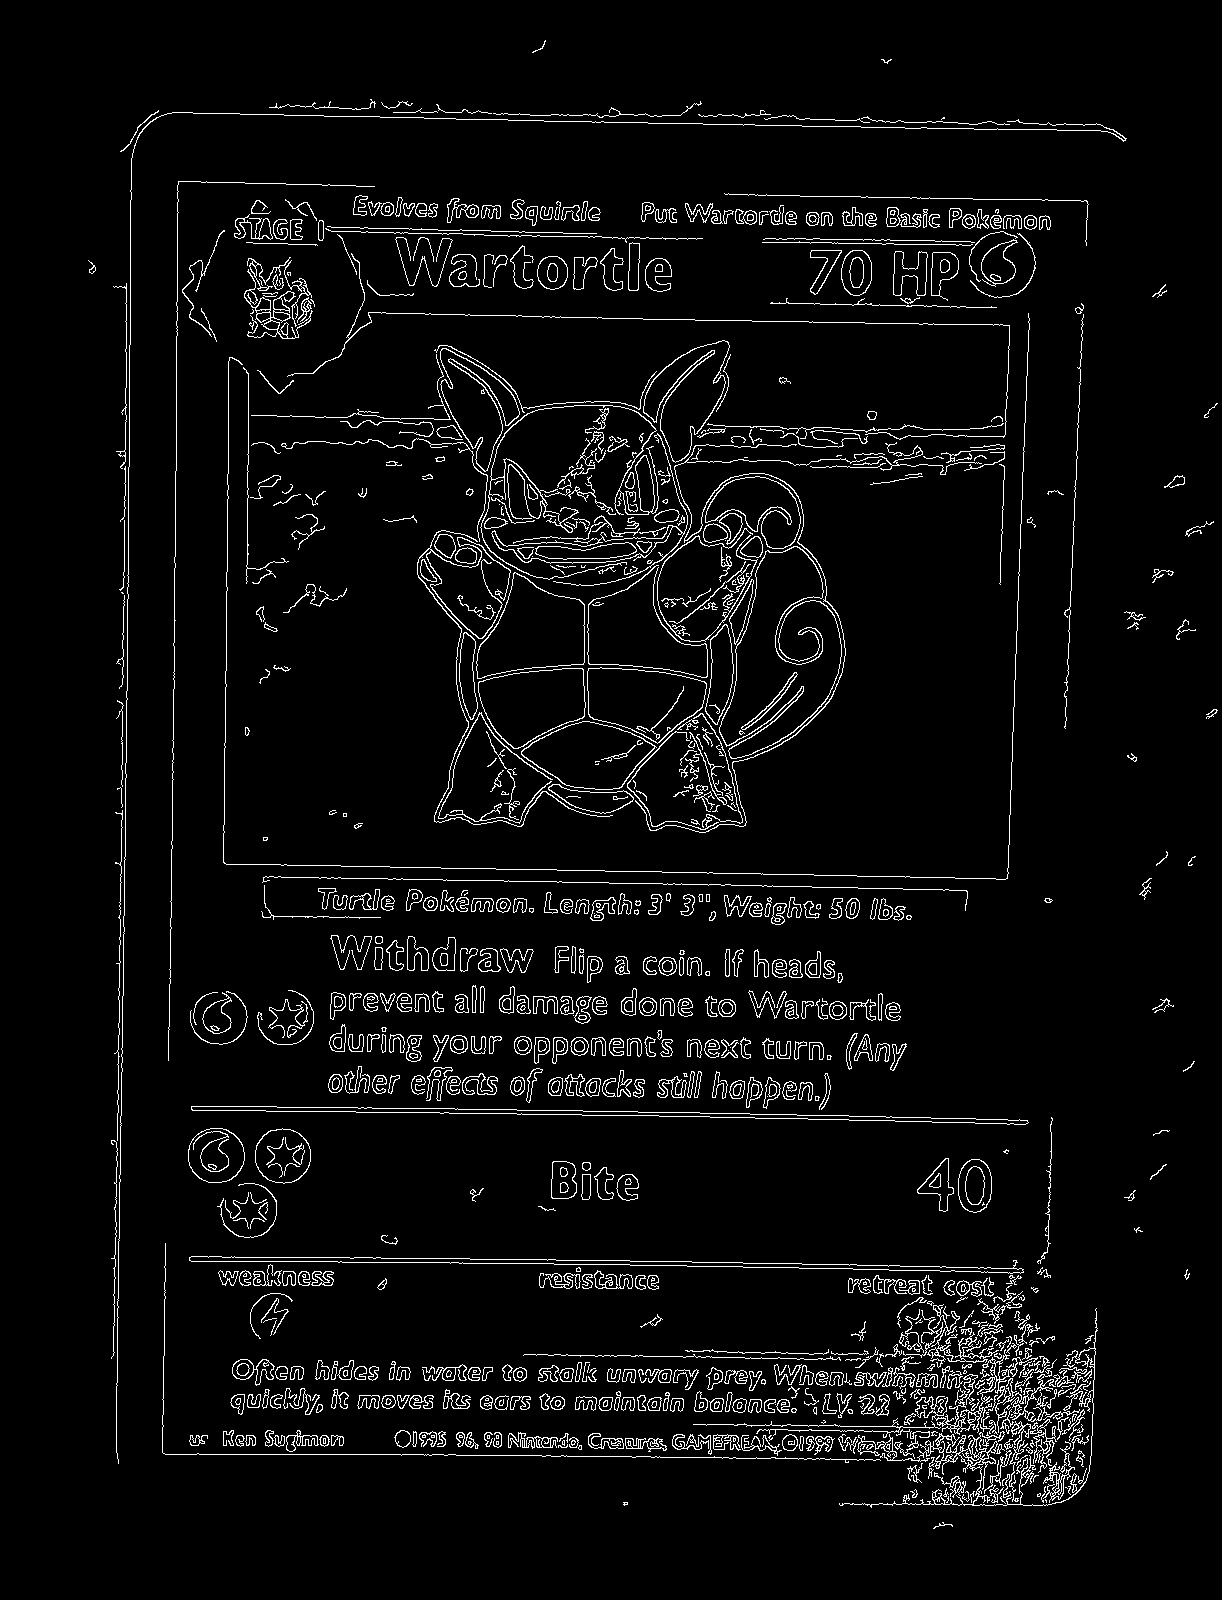 Evolves from Squirtle Put Wartortle on the Basic Pokémon
STAGE 1
Wartortle 70 HP
Turtle Pokémon. Length: 3' 3", Weight: 50 lbs.
Withdraw Flip a coin. If heads,
prevent all damage done to Wartortle
during your opponent's next turn. (Any
other effects of attacks still happen.)
Bite 40
weakness resistance retreat cost
Often hides in water to stalk unwary prey. When swimming
quickly, it moves its ears to maintain balance. LV. 22
Ken Sugimori ©1995, 96, 98 Nintendo, Creatures, GAMEFREAK. ©1999 Wizards